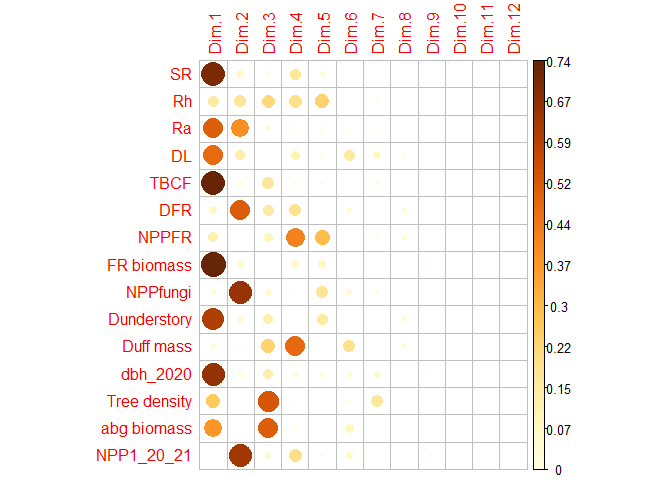 Dim.1 Dim.2 Dim.3 Dim.4 Dim.5 Dim.6 Dim.7 Dim.8 Dim.9 Dim.10 Dim.11 Dim.12
SR
Rh
Ra
DL
TBCF
DFR
NPPFR
FR biomass
NPPfungi
Dunderstory
Duff mass
dbh_2020
Tree density
abg biomass
NPP1_20_21
0.74
0.67
0.59
0.52
0.44
0.37
0.3
0.22
0.15
0.07
0